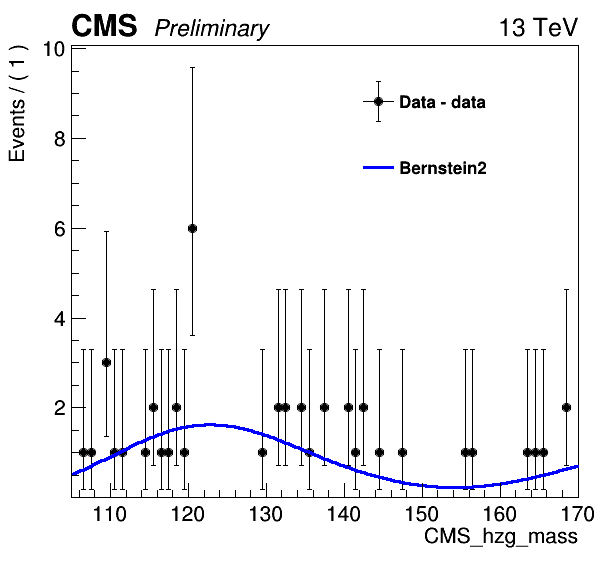 CMS Preliminary 13 TeV
Events / ( 1 )
10
8
6
4
2
Data - data
Bernstein2
110 120 130 140 150 160 170
CMS_hzg_mass